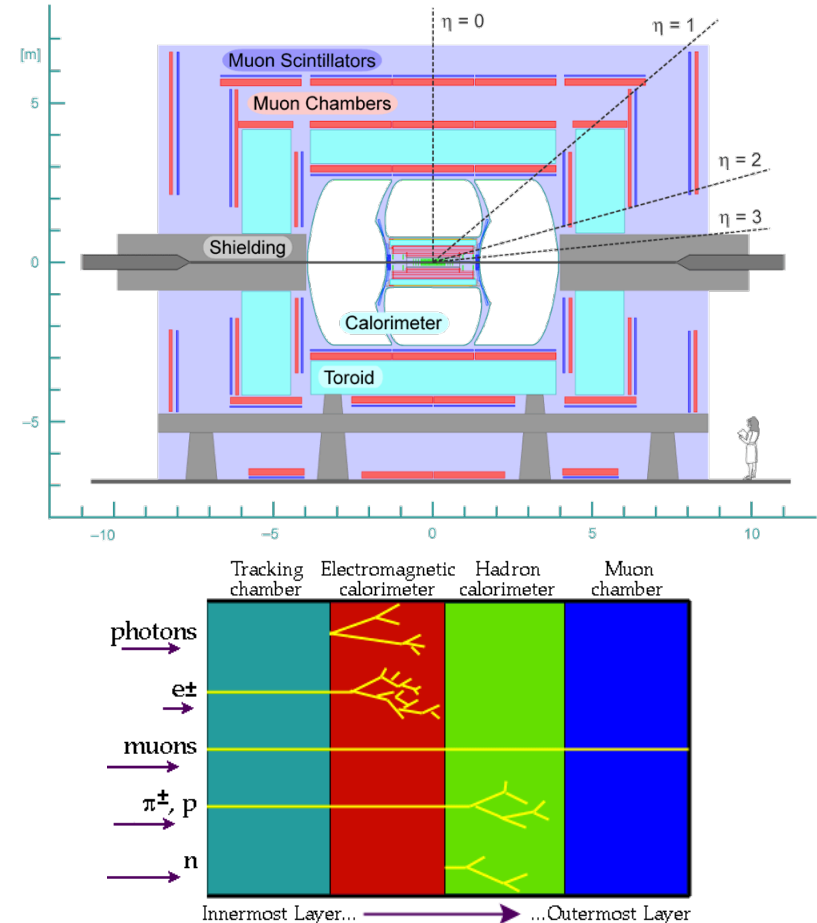 η = 0
η = 1
[m]
Muon Scintillators
5
Muon Chambers
η = 2
η = 3
Shielding
0
Calorimeter
Toroid
−5
−10
−5
0
5
10
Tracking chamber
Electromagnetic calorimeter
Hadron calorimeter
Muon chamber
photons
e±
muons
π±, p
n
Innermost Layer...
...Outermost Layer